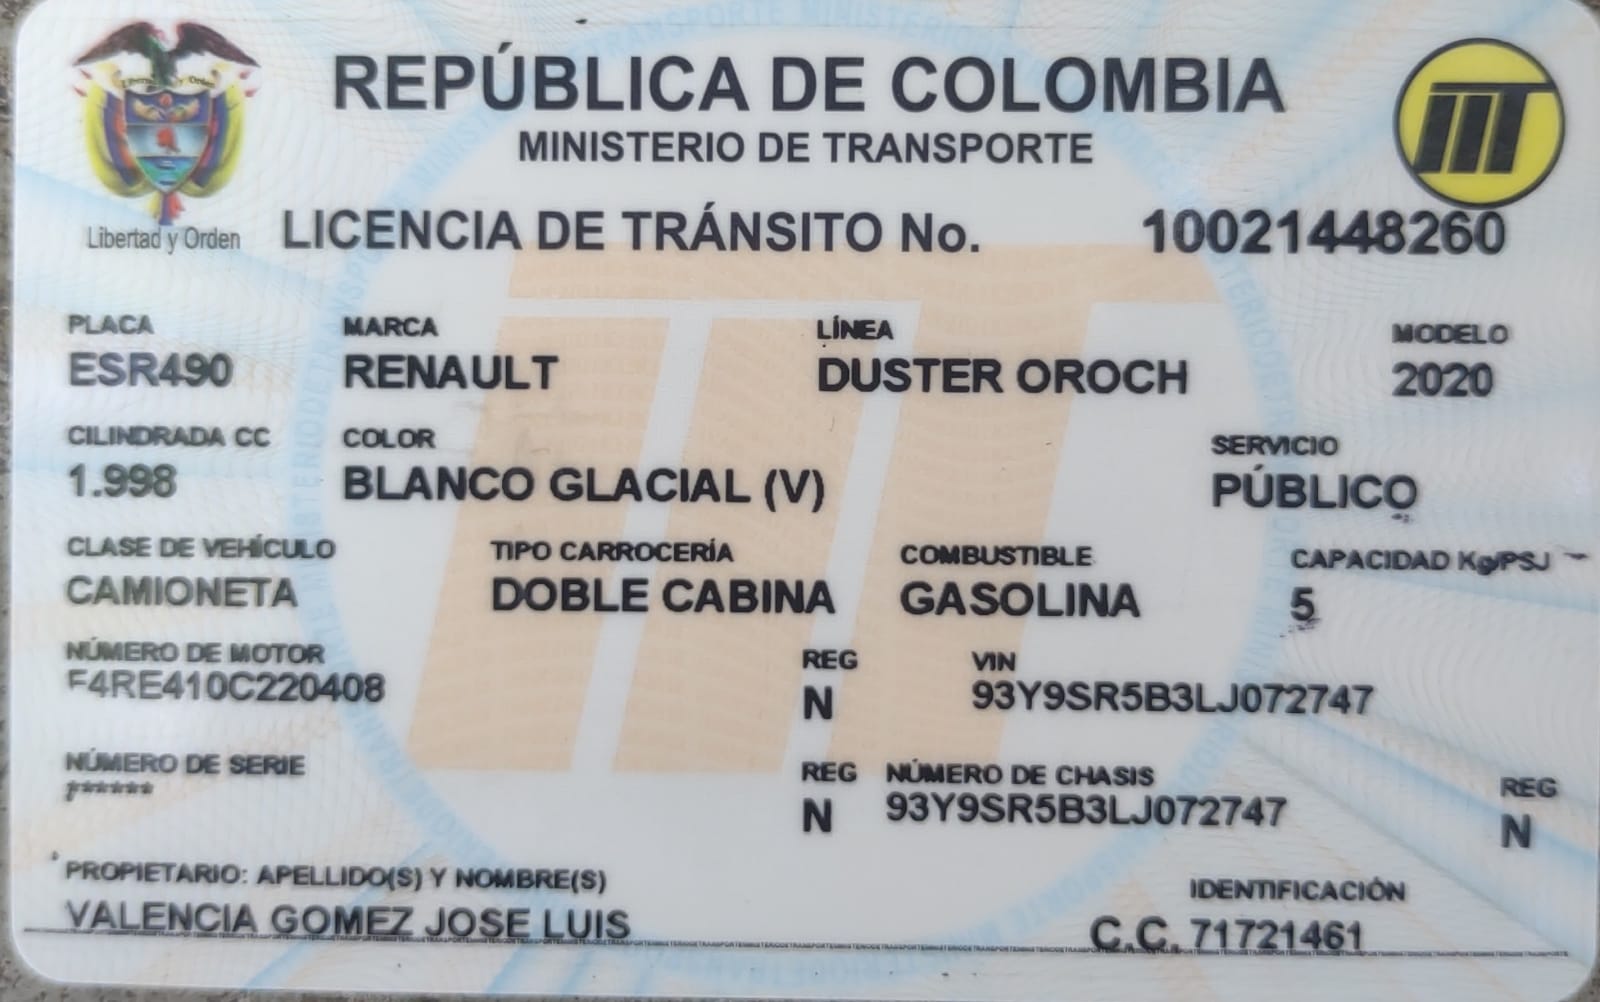 REPÚBLICA DE COLOMBIA
MINISTERIO DE TRANSPORTE
Libertad y Orden
LICENCIA DE TRÁNSITO No. 10021448260
PLACA MARCA LÍNEA MODELO
ESR490 RENAULT DUSTER OROCH 2020
CILINDRADA CC COLOR SERVICIO
1.998 BLANCO GLACIAL (V) PÚBLICO
CLASE DE VEHÍCULO TIPO CARROCERÍA COMBUSTIBLE CAPACIDAD Kg/PSJ
CAMIONETA DOBLE CABINA GASOLINA 5
NÚMERO DE MOTOR REG VIN
F4RE410C220408 N 93Y9SR5B3LJ072747
NÚMERO DE SERIE REG NÚMERO DE CHASIS REG
******* N 93Y9SR5B3LJ072747 N
PROPIETARIO: APELLIDO(S) Y NOMBRE(S) IDENTIFICACIÓN
VALENCIA GOMEZ JOSE LUIS C.C. 71721461